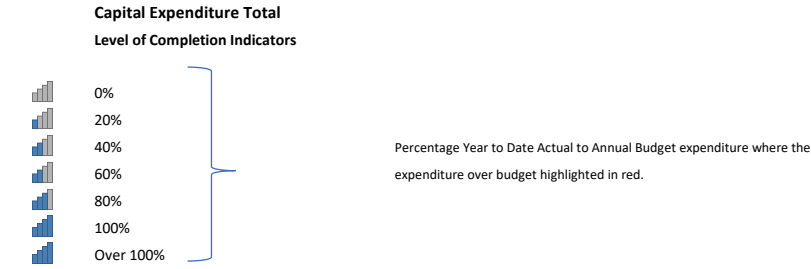 Capital Expenditure Total
Level of Completion Indicators
0%
20%
40%
60%
80%
100%
Over 100%
Percentage Year to Date Actual to Annual Budget expenditure where the
expenditure over budget highlighted in red.